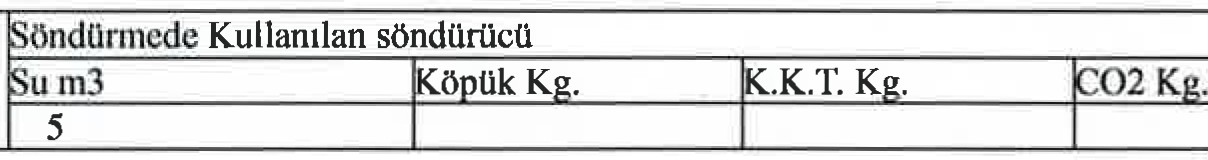 Söndürmede Kullanılan söndürücü
Su m3 Köpük Kg. K.K.T. Kg. CO2 Kg.
5